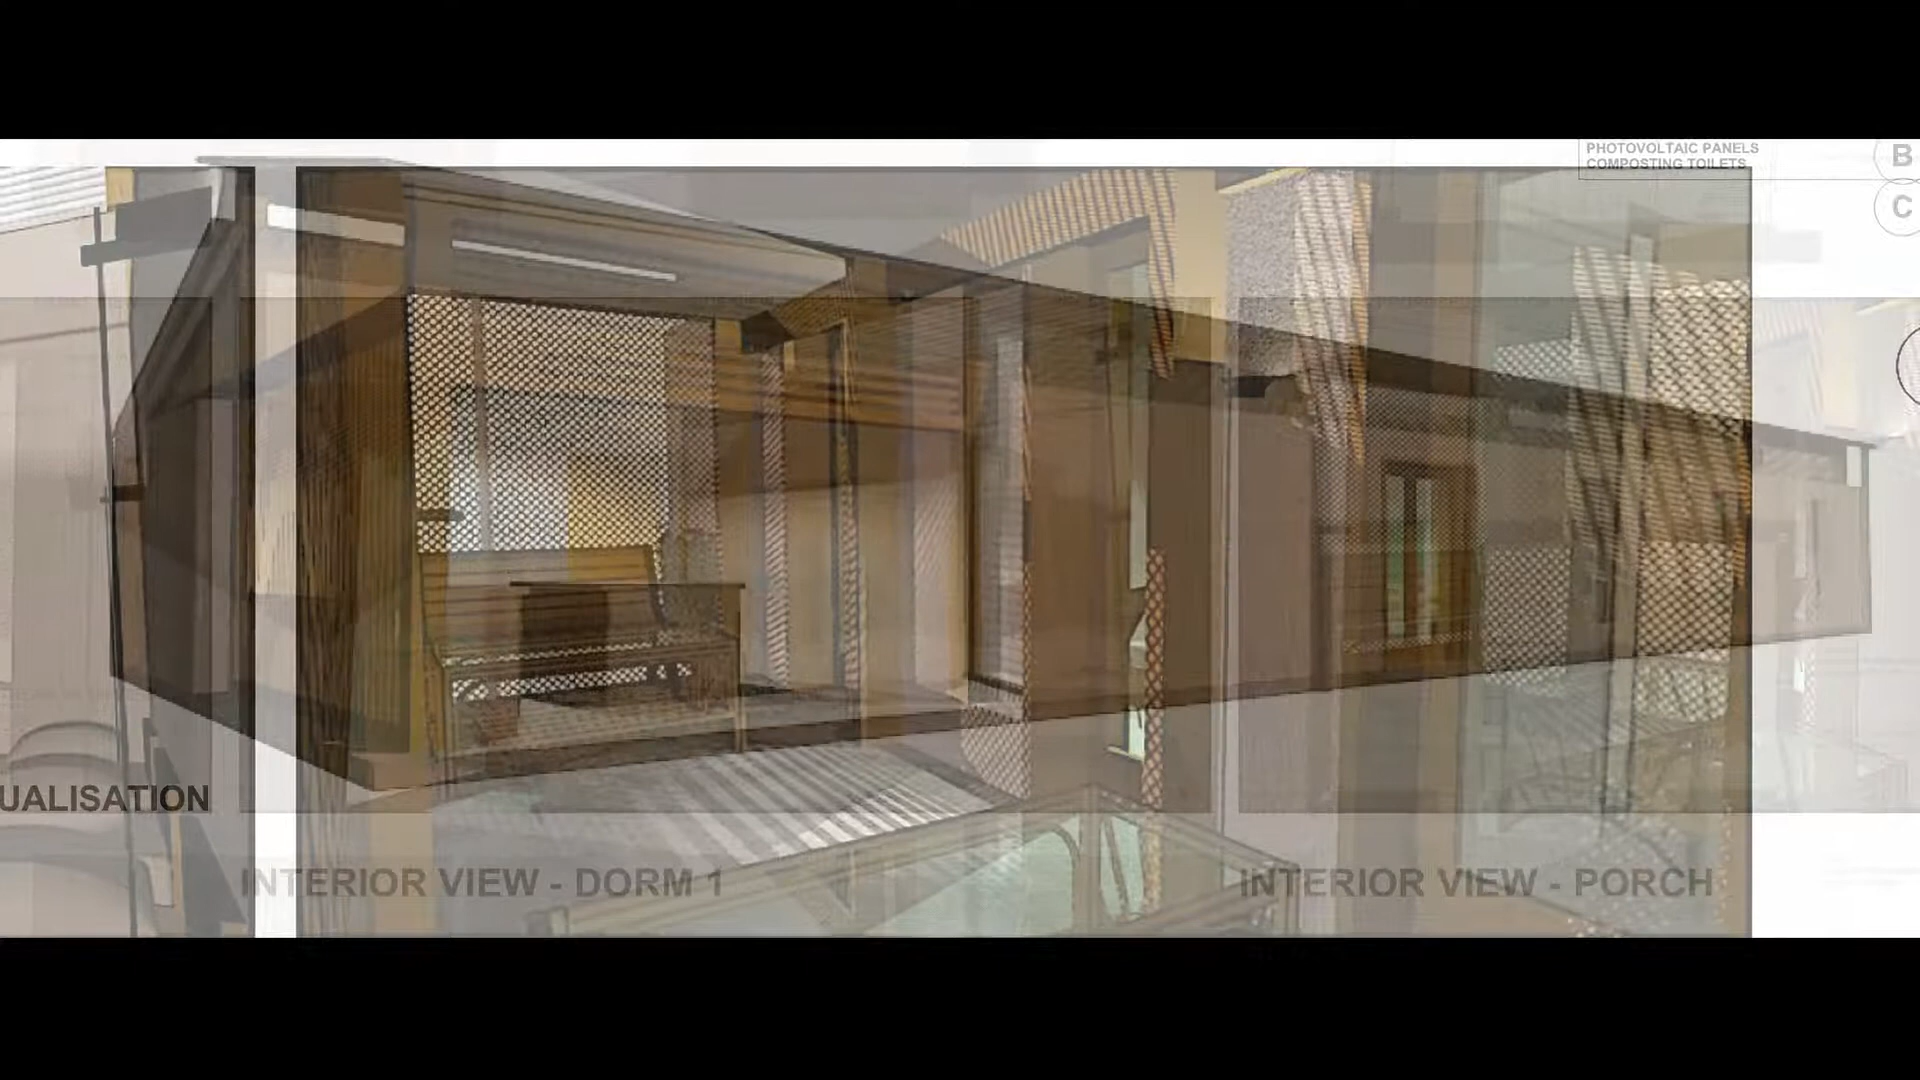 PHOTOVOLTAIC PANELS
COMPOSTING TOILETS
B
C
UALISATION
INTERIOR VIEW - DORM 1
INTERIOR VIEW - PORCH